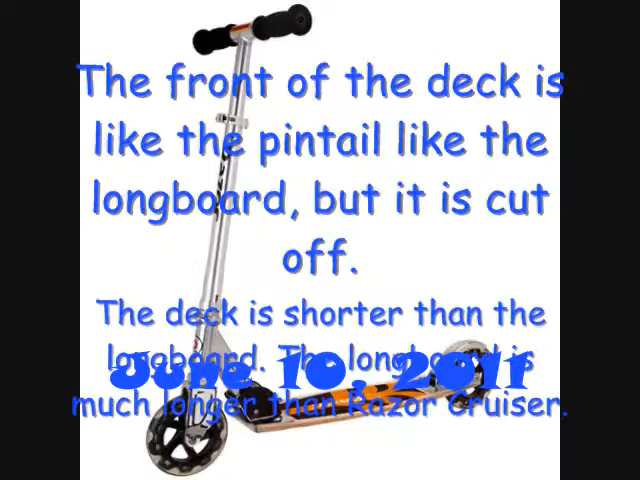 The front of the deck is
like the pintail like the
longboard, but it is cut
off.
The deck is shorter than the
longboard. The longboard is
June 10, 2011
much longer than Razor Cruiser.